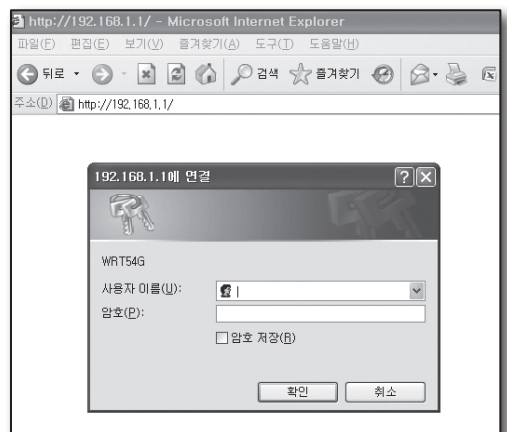 http://192.168.1.1/ - Microsoft Internet Explorer
파일(F) 편집(E) 보기(V) 즐겨찾기(A) 도구(T) 도움말(H)
뒤로 검색 즐겨찾기
주소(D) http://192.168.1.1/
192.168.1.1에 연결
WRT54G
사용자 이름(U):
암호(P):
암호 저장(R)
확인 취소